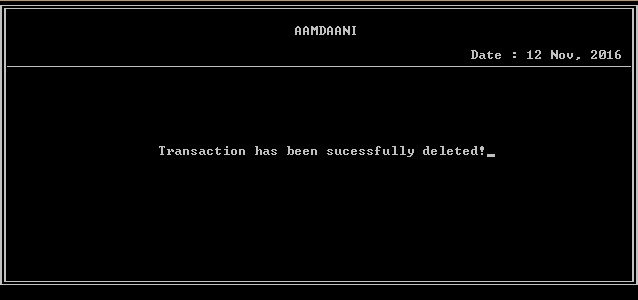 AAMDAANI
Date : 12 Nov, 2016
Transaction has been sucessfully deleted!